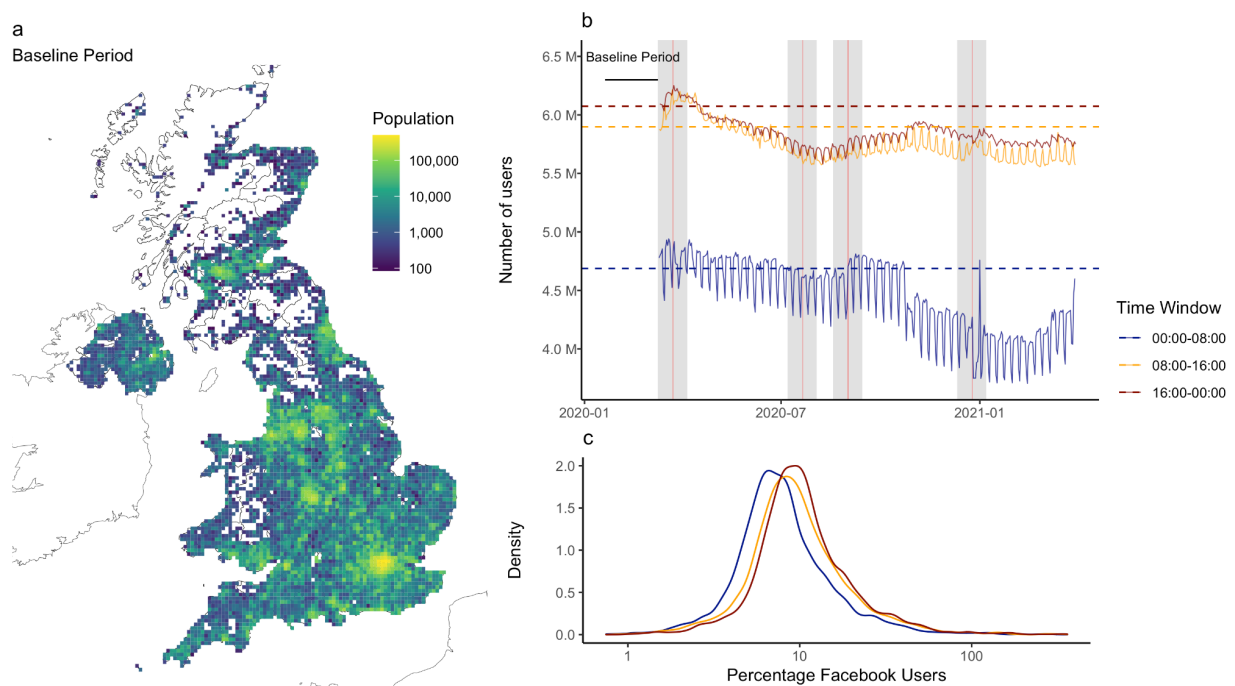 a
Baseline Period
Population
100,000
10,000
1,000
100
b
Number of users
6.5 M
6.0 M
5.5 M
5.0 M
4.5 M
4.0 M
Baseline Period
2020-01
2020-07
2021-01
Time Window
00:00-08:00
08:00-16:00
16:00-00:00
c
Density
2.0
1.5
1.0
0.5
0.0
1
10
100
Percentage Facebook Users